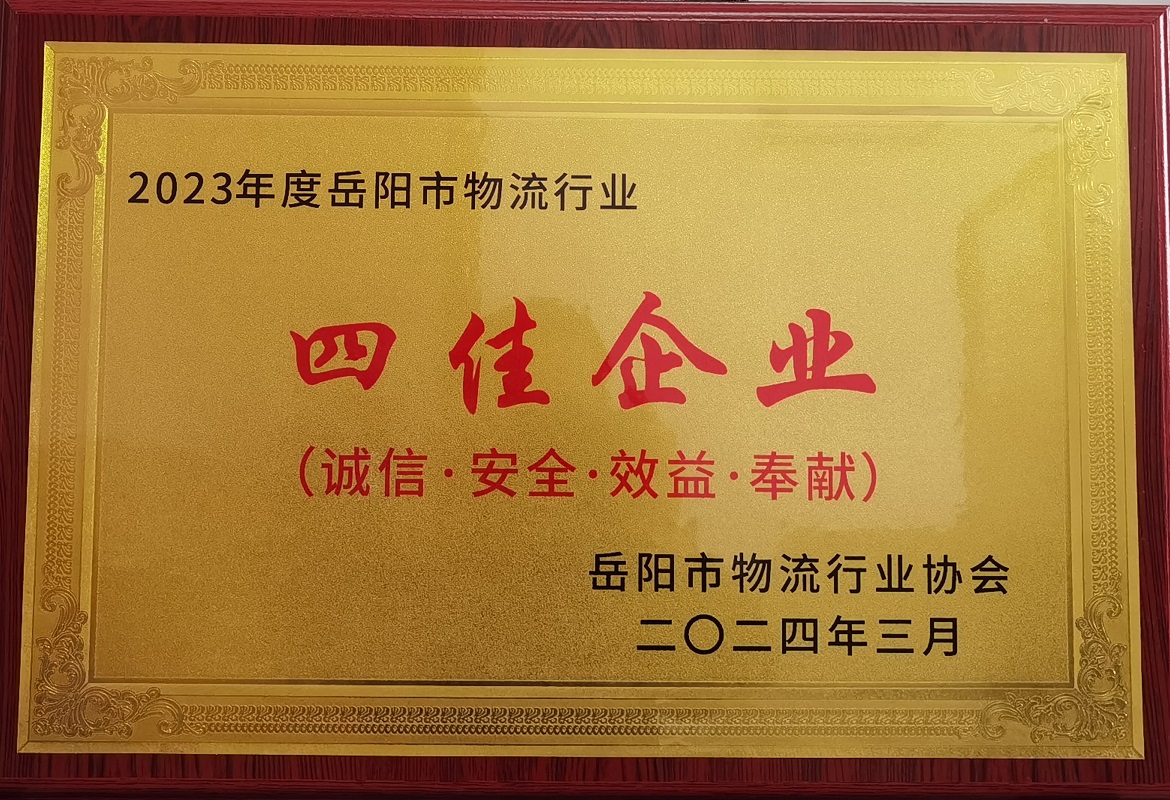 2023年度岳阳市物流行业
四佳企业
（诚信·安全·效益·奉献）
岳阳市物流行业协会
二〇二四年三月